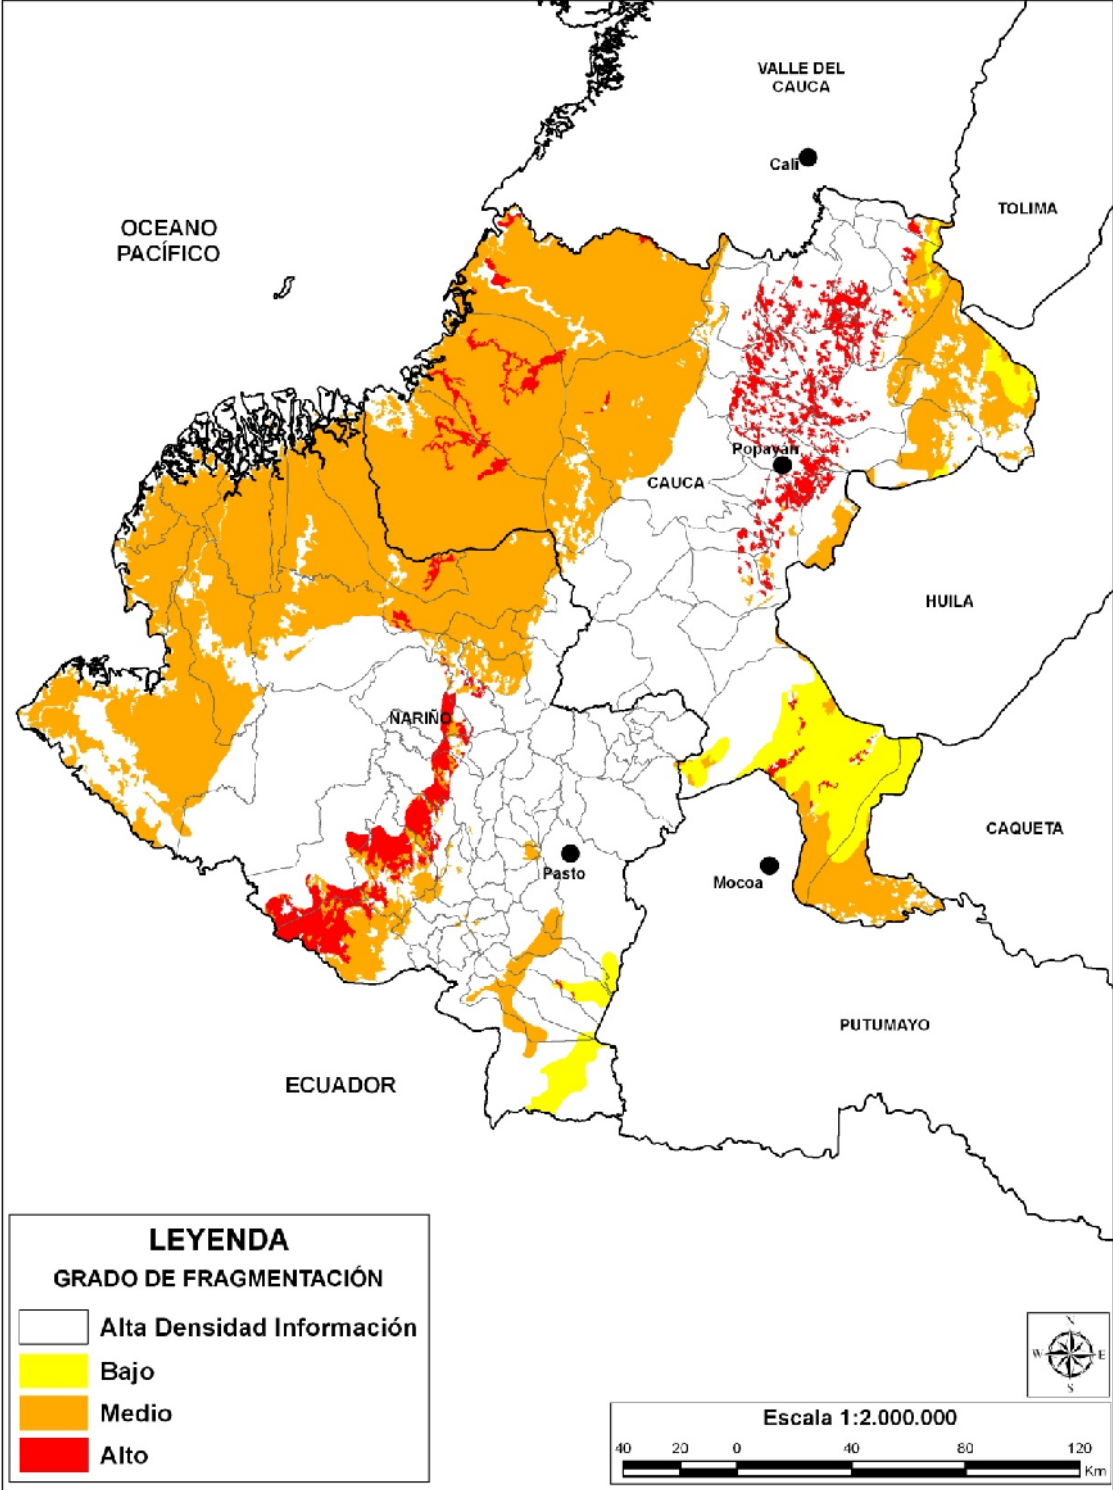 VALLE DEL
CAUCA
Cali
TOLIMA
OCEANO
PACÍFICO
Popayán
CAUCA
HUILA
NARIÑO
CAQUETA
Pasto
Mocoa
PUTUMAYO
ECUADOR
LEYENDA
GRADO DE FRAGMENTACIÓN
Alta Densidad Información
Bajo
Medio
Alto
N
W E
S
Escala 1:2.000.000
40 20 0 40 80 120
Km